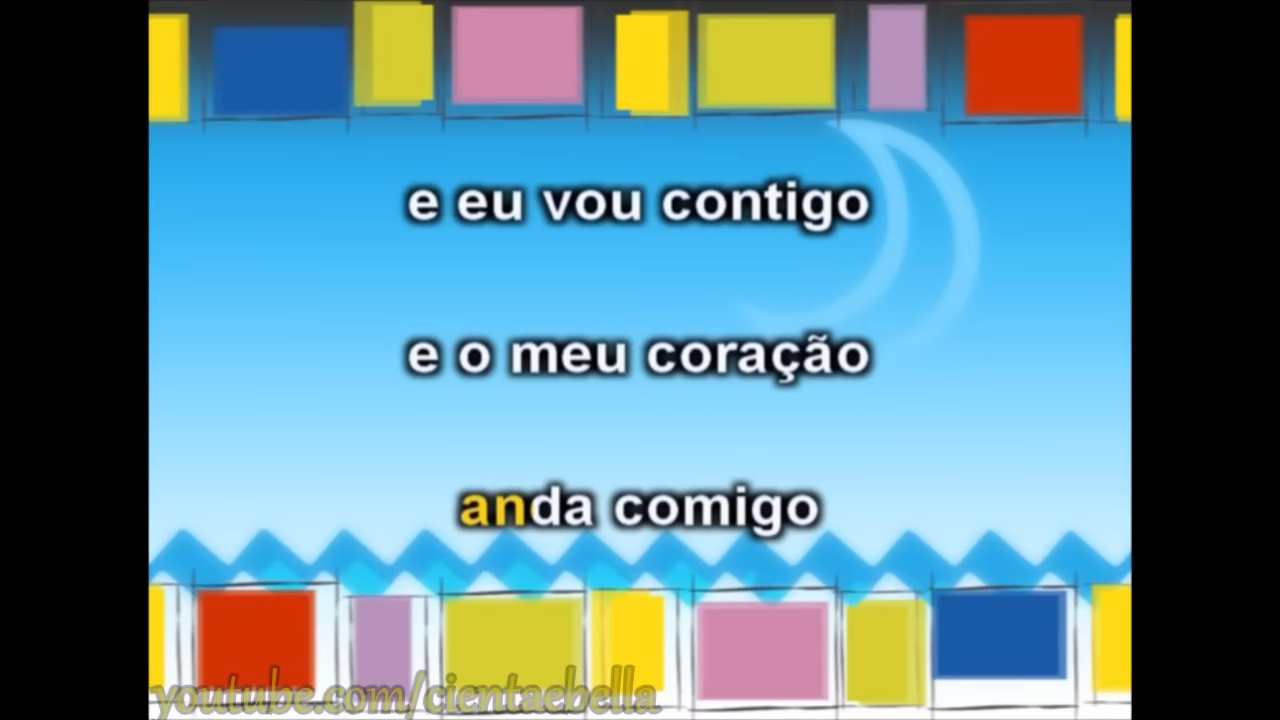 e eu vou contigo
e o meu coração
anda comigo
youtube.com/cientaebella